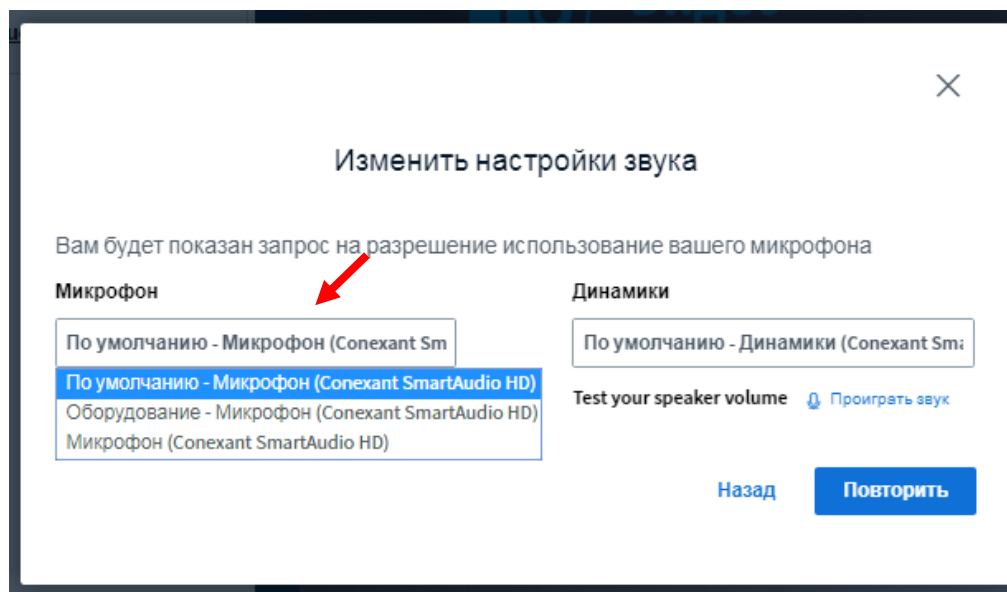 Изменить настройки звука
Вам будет показан запрос на разрешение использование вашего микрофона
Микрофон
Динамики
По умолчанию - Микрофон (Conexant Sm
По умолчанию - Динамики (Conexant Sma
По умолчанию - Микрофон (Conexant SmartAudio HD)
Оборудование - Микрофон (Conexant SmartAudio HD)
Микрофон (Conexant SmartAudio HD)
Test your speaker volume Проиграть звук
Назад
Повторить